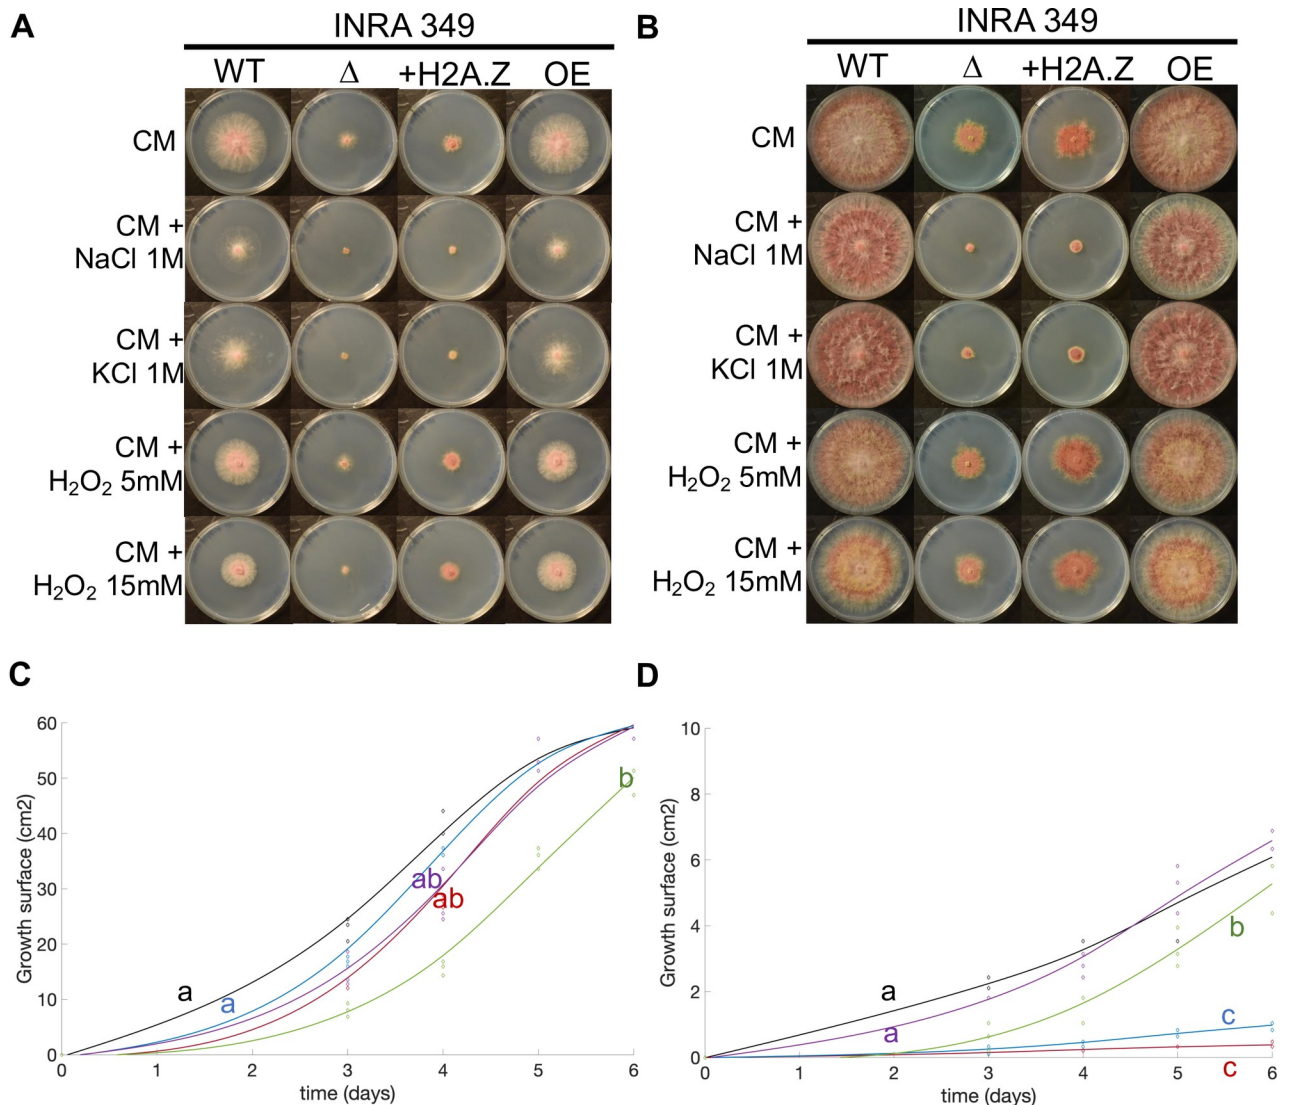 A
INRA 349
WT Δ +H2A.Z OE
CM
CM +
NaCl 1M
CM +
KCl 1M
CM +
H₂O₂ 5mM
CM +
H₂O₂ 15mM
B
INRA 349
WT Δ +H2A.Z OE
CM
CM +
NaCl 1M
CM +
KCl 1M
CM +
H₂O₂ 5mM
CM +
H₂O₂ 15mM
C
Growth surface (cm2)
60
50
40
30
20
10
0
0 1 2 3 4 5 6
time (days)
a
a
ab
ab
b
D
Growth surface (cm2)
10
8
6
4
2
0
0 1 2 3 4 5 6
time (days)
a
a
b
c
c